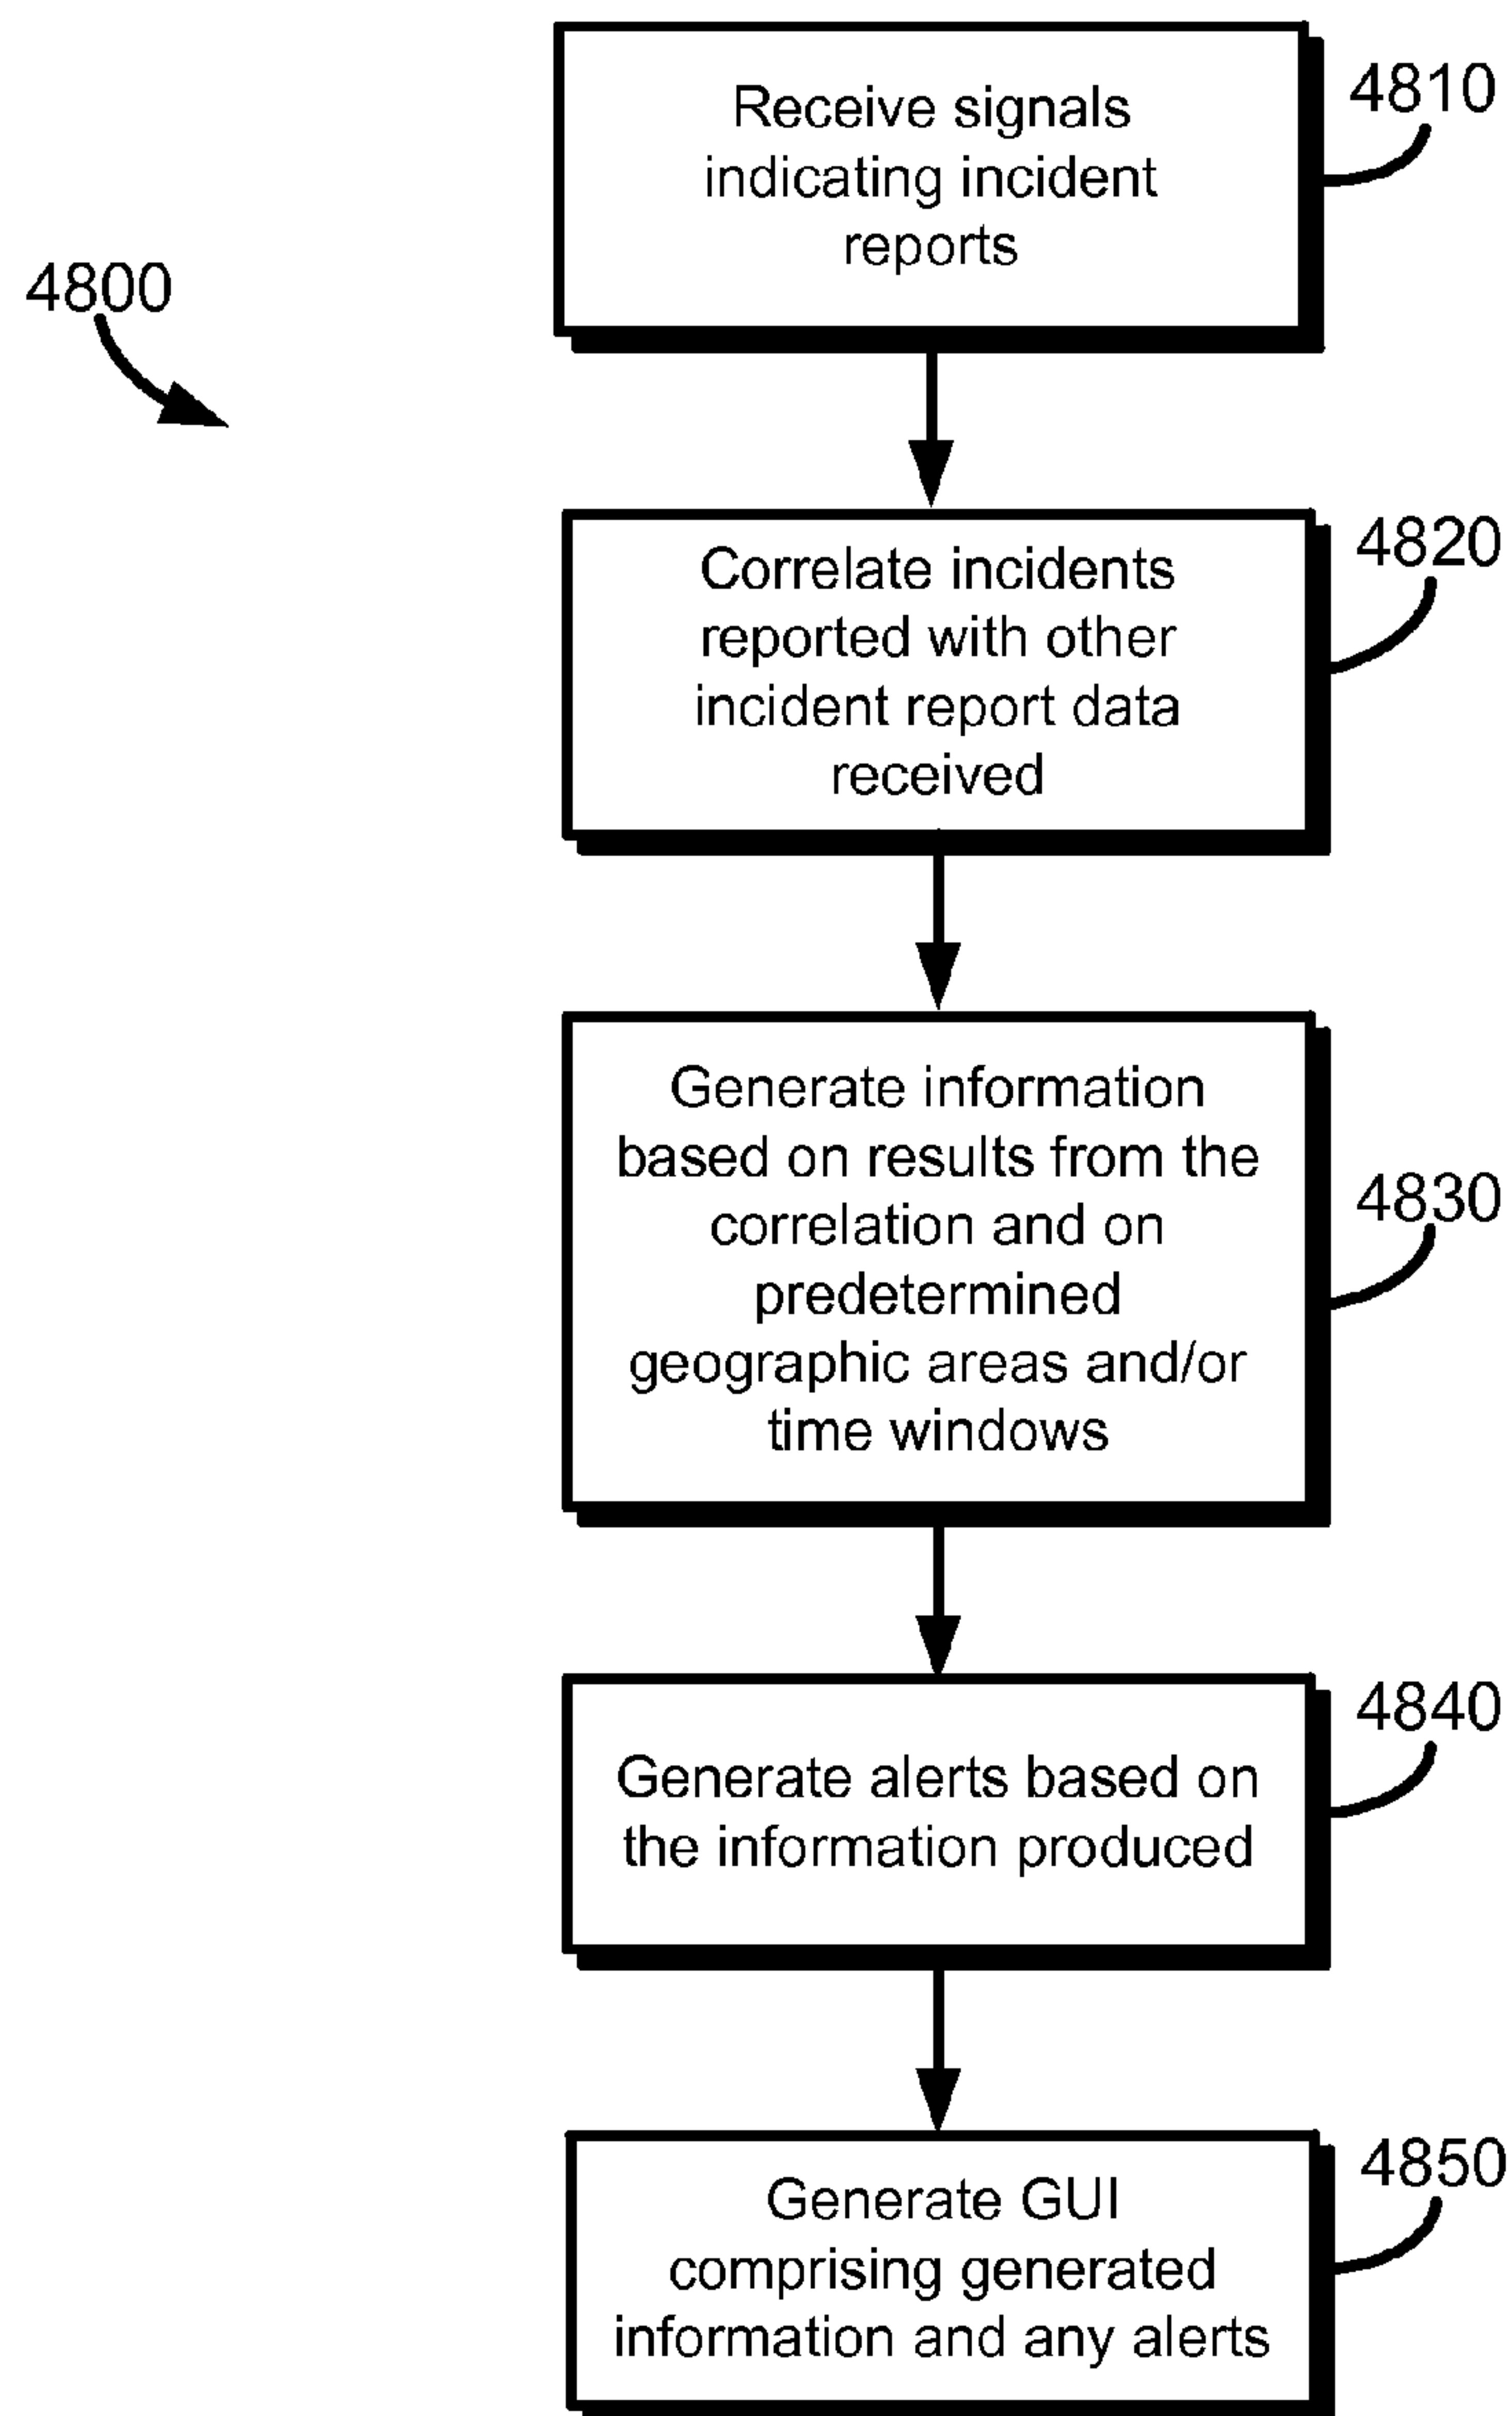 4800
Receive signals
indicating incident
reports
4810
Correlate incidents
reported with other
incident report data
received
4820
Generate information
based on results from the
correlation and on
predetermined
geographic areas and/or
time windows
4830
Generate alerts based on
the information produced
4840
Generate GUI
comprising generated
information and any alerts
4850